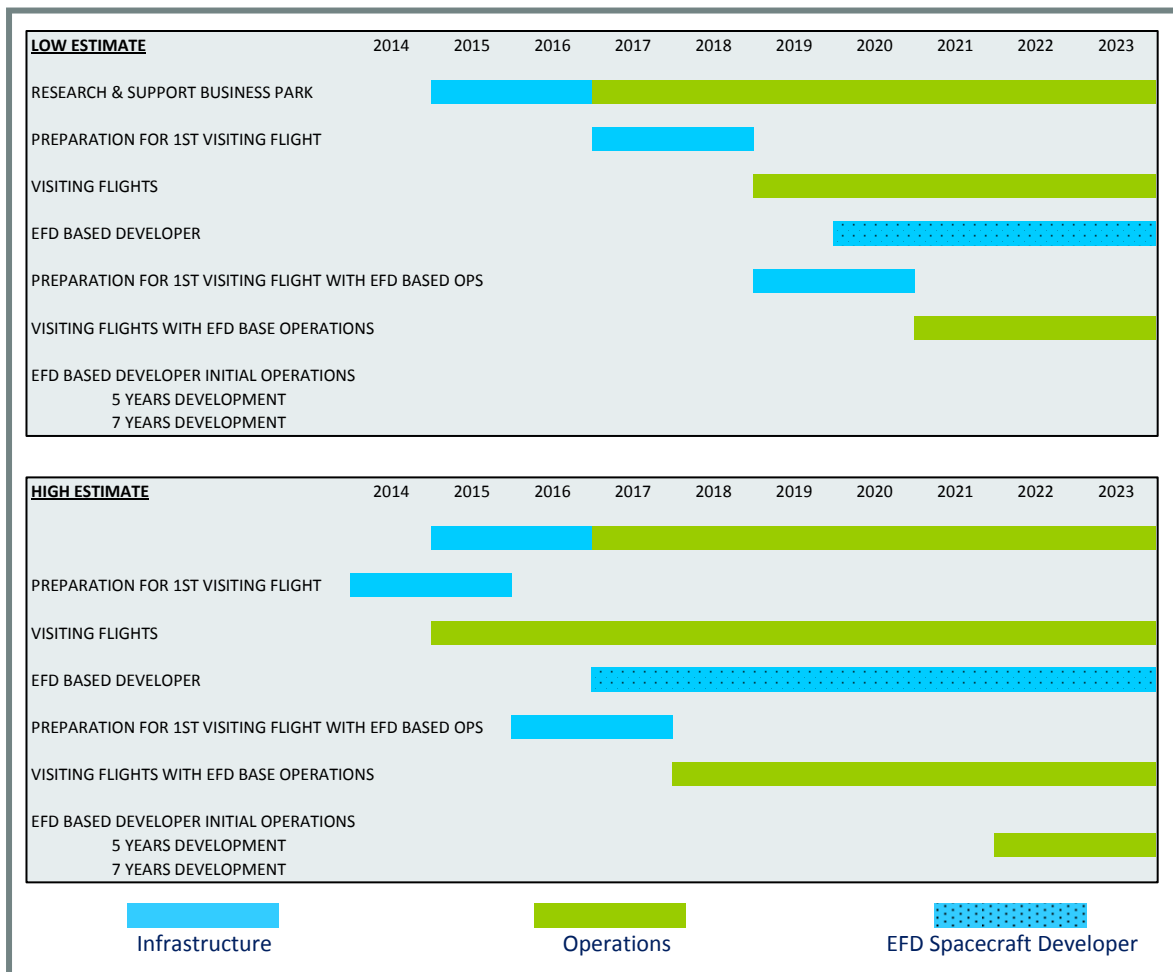 LOW ESTIMATE 2014 2015 2016 2017 2018 2019 2020 2021 2022 2023
RESEARCH & SUPPORT BUSINESS PARK
PREPARATION FOR 1ST VISITING FLIGHT
VISITING FLIGHTS
EFD BASED DEVELOPER
PREPARATION FOR 1ST VISITING FLIGHT WITH EFD BASED OPS
VISITING FLIGHTS WITH EFD BASE OPERATIONS
EFD BASED DEVELOPER INITIAL OPERATIONS
5 YEARS DEVELOPMENT
7 YEARS DEVELOPMENT
HIGH ESTIMATE 2014 2015 2016 2017 2018 2019 2020 2021 2022 2023
PREPARATION FOR 1ST VISITING FLIGHT
VISITING FLIGHTS
EFD BASED DEVELOPER
PREPARATION FOR 1ST VISITING FLIGHT WITH EFD BASED OPS
VISITING FLIGHTS WITH EFD BASE OPERATIONS
EFD BASED DEVELOPER INITIAL OPERATIONS
5 YEARS DEVELOPMENT
7 YEARS DEVELOPMENT
Infrastructure Operations EFD Spacecraft Developer